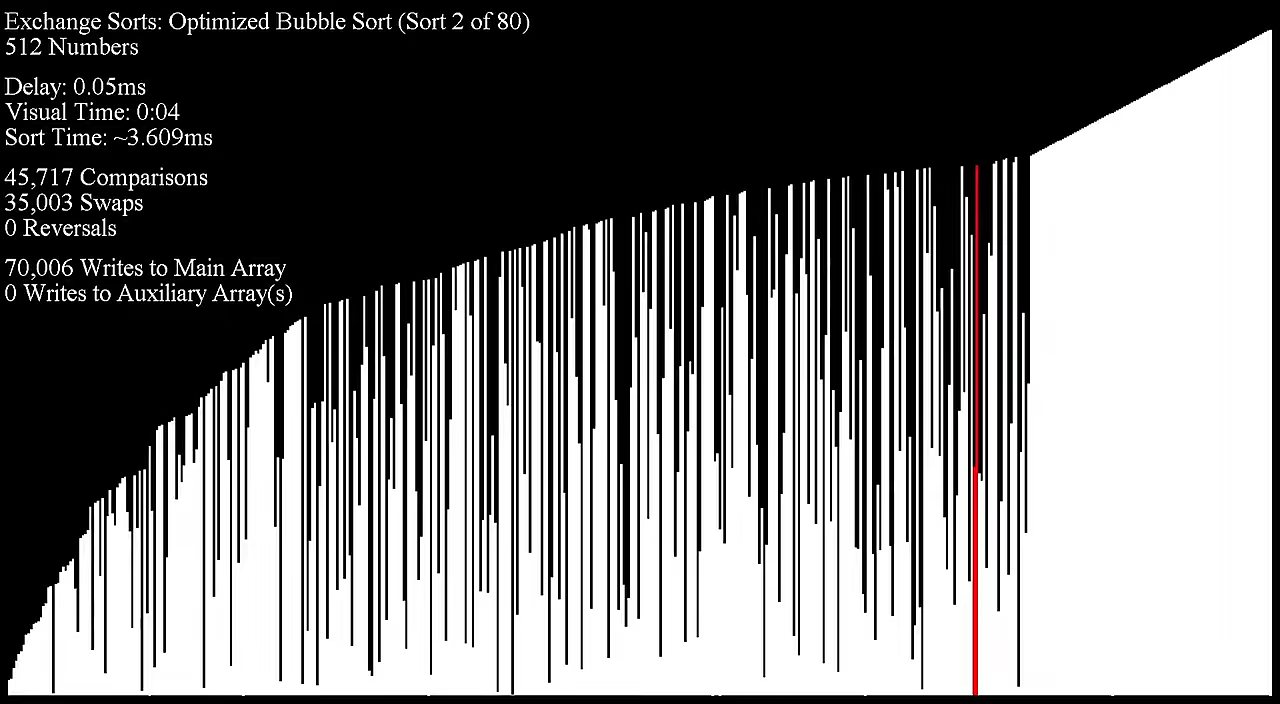 Exchange Sorts: Optimized Bubble Sort (Sort 2 of 80)
512 Numbers
Delay: 0.05ms
Visual Time: 0:04
Sort Time: ~3.609ms
45,717 Comparisons
35,003 Swaps
0 Reversals
70,006 Writes to Main Array
0 Writes to Auxiliary Array(s)